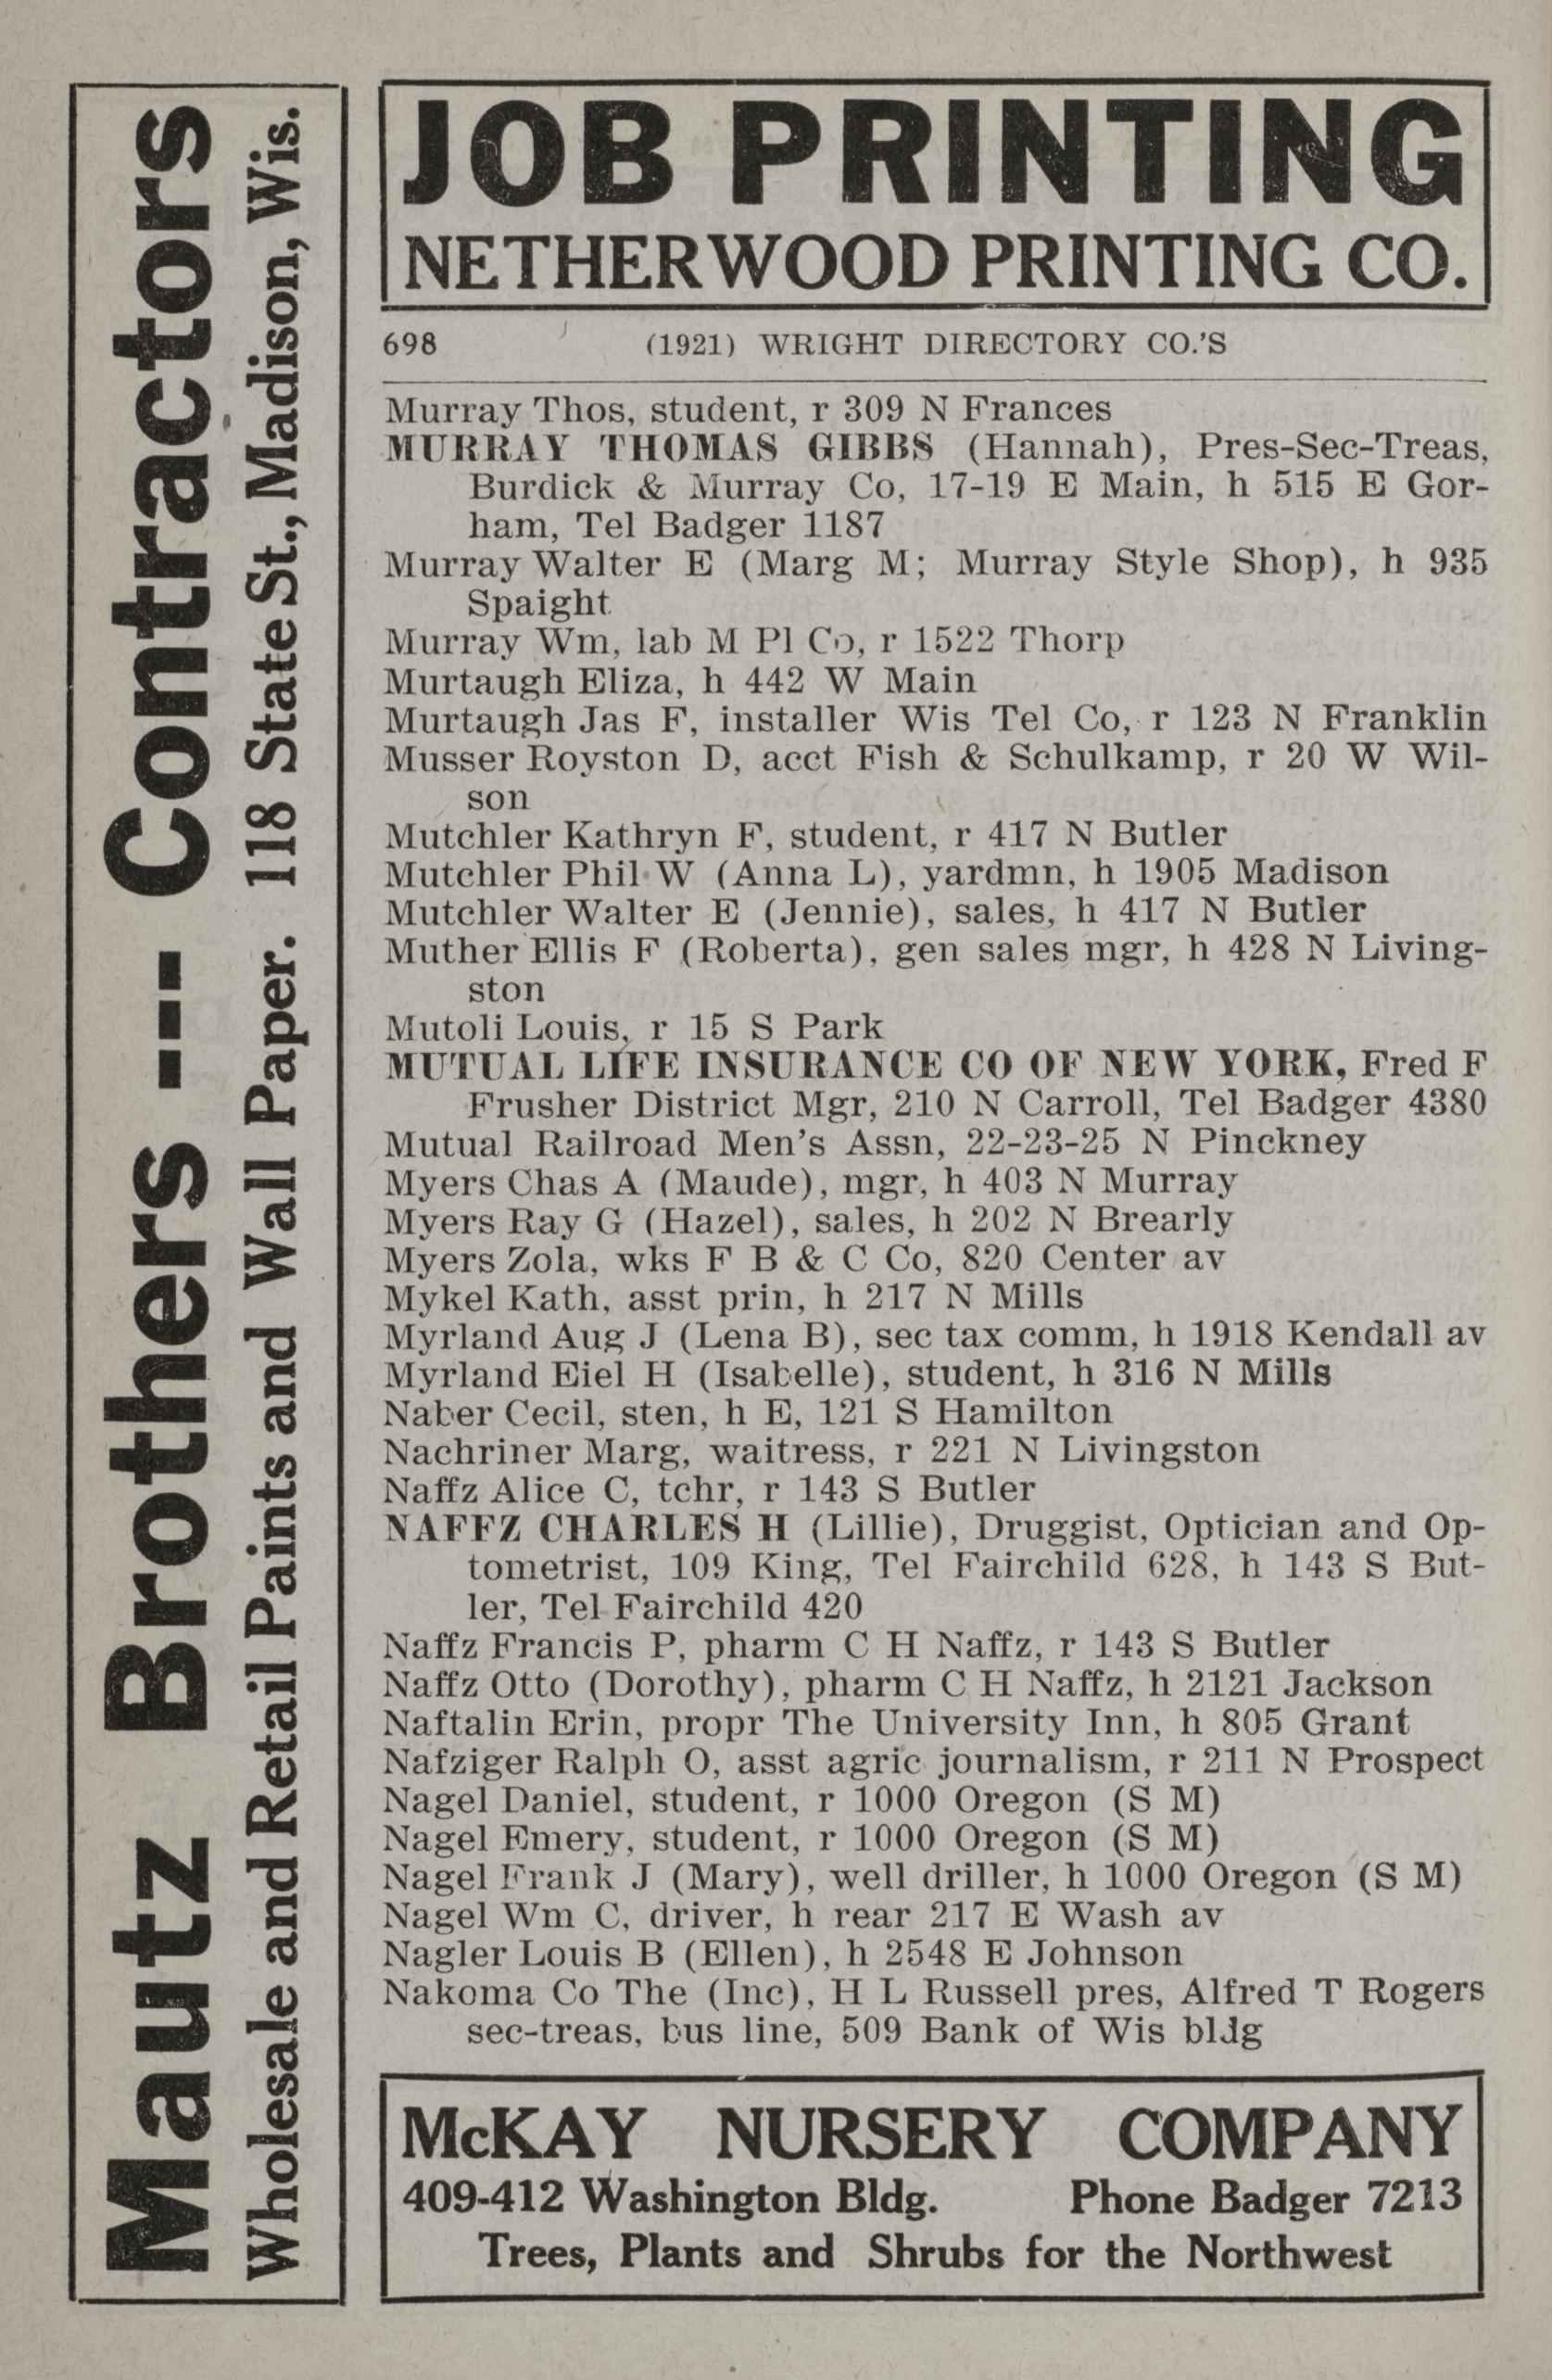 Mautz Brothers --- Contractors
Wholesale and Retail Paints and Wall Paper. 118 State St., Madison, Wis.
JOB PRINTING
NETHERWOOD PRINTING CO.
698 (1921) WRIGHT DIRECTORY CO.'S
Murray Thos, student, r 309 N Frances
MURRAY THOMAS GIBBS (Hannah), Pres-Sec-Treas,
Burdick & Murray Co, 17-19 E Main, h 515 E Gor-
ham, Tel Badger 1187
Murray Walter E (Marg M; Murray Style Shop), h 935
Spaight
Murray Wm, lab M Pl Co, r 1522 Thorp
Murtaugh Eliza, h 442 W Main
Murtaugh Jas F, installer Wis Tel Co, r 123 N Franklin
Musser Royston D, acct Fish & Schulkamp, r 20 W Wil-
son
Mutchler Kathryn F, student, r 417 N Butler
Mutchler Phil W (Anna L), yardmn, h 1905 Madison
Mutchler Walter E (Jennie), sales, h 417 N Butler
Muther Ellis F (Roberta), gen sales mgr, h 428 N Living-
ston
Mutoli Louis, r 15 S Park
MUTUAL LIFE INSURANCE CO OF NEW YORK, Fred F
Frusher District Mgr, 210 N Carroll, Tel Badger 4380
Mutual Railroad Men's Assn, 22-23-25 N Pinckney
Myers Chas A (Maude), mgr, h 403 N Murray
Myers Ray G (Hazel), sales, h 202 N Brearly
Myers Zola, wks F B & C Co, 820 Center av
Mykel Kath, asst prin, h 217 N Mills
Myrland Aug J (Lena B), sec tax comm, h 1918 Kendall av
Myrland Eiel H (Isabelle), student, h 316 N Mills
Naber Cecil, sten, h E, 121 S Hamilton
Nachriner Marg, waitress, r 221 N Livingston
Naffz Alice C, tchr, r 143 S Butler
NAFFZ CHARLES H (Lillie), Druggist, Optician and Op-
tometrist, 109 King, Tel Fairchild 628, h 143 S But-
ler, Tel Fairchild 420
Naffz Francis P, pharm C H Naffz, r 143 S Butler
Naffz Otto (Dorothy), pharm C H Naffz, h 2121 Jackson
Naftalin Erin, propr The University Inn, h 805 Grant
Nafziger Ralph O, asst agric journalism, r 211 N Prospect
Nagel Daniel, student, r 1000 Oregon (S M)
Nagel Emery, student, r 1000 Oregon (S M)
Nagel Frank J (Mary), well driller, h 1000 Oregon (S M)
Nagel Wm C, driver, h rear 217 E Wash av
Nagler Louis B (Ellen), h 2548 E Johnson
Nakoma Co The (Inc), H L Russell pres, Alfred T Rogers
sec-treas, bus line, 509 Bank of Wis bldg
McKAY NURSERY COMPANY
409-412 Washington Bldg. Phone Badger 7213
Trees, Plants and Shrubs for the Northwest